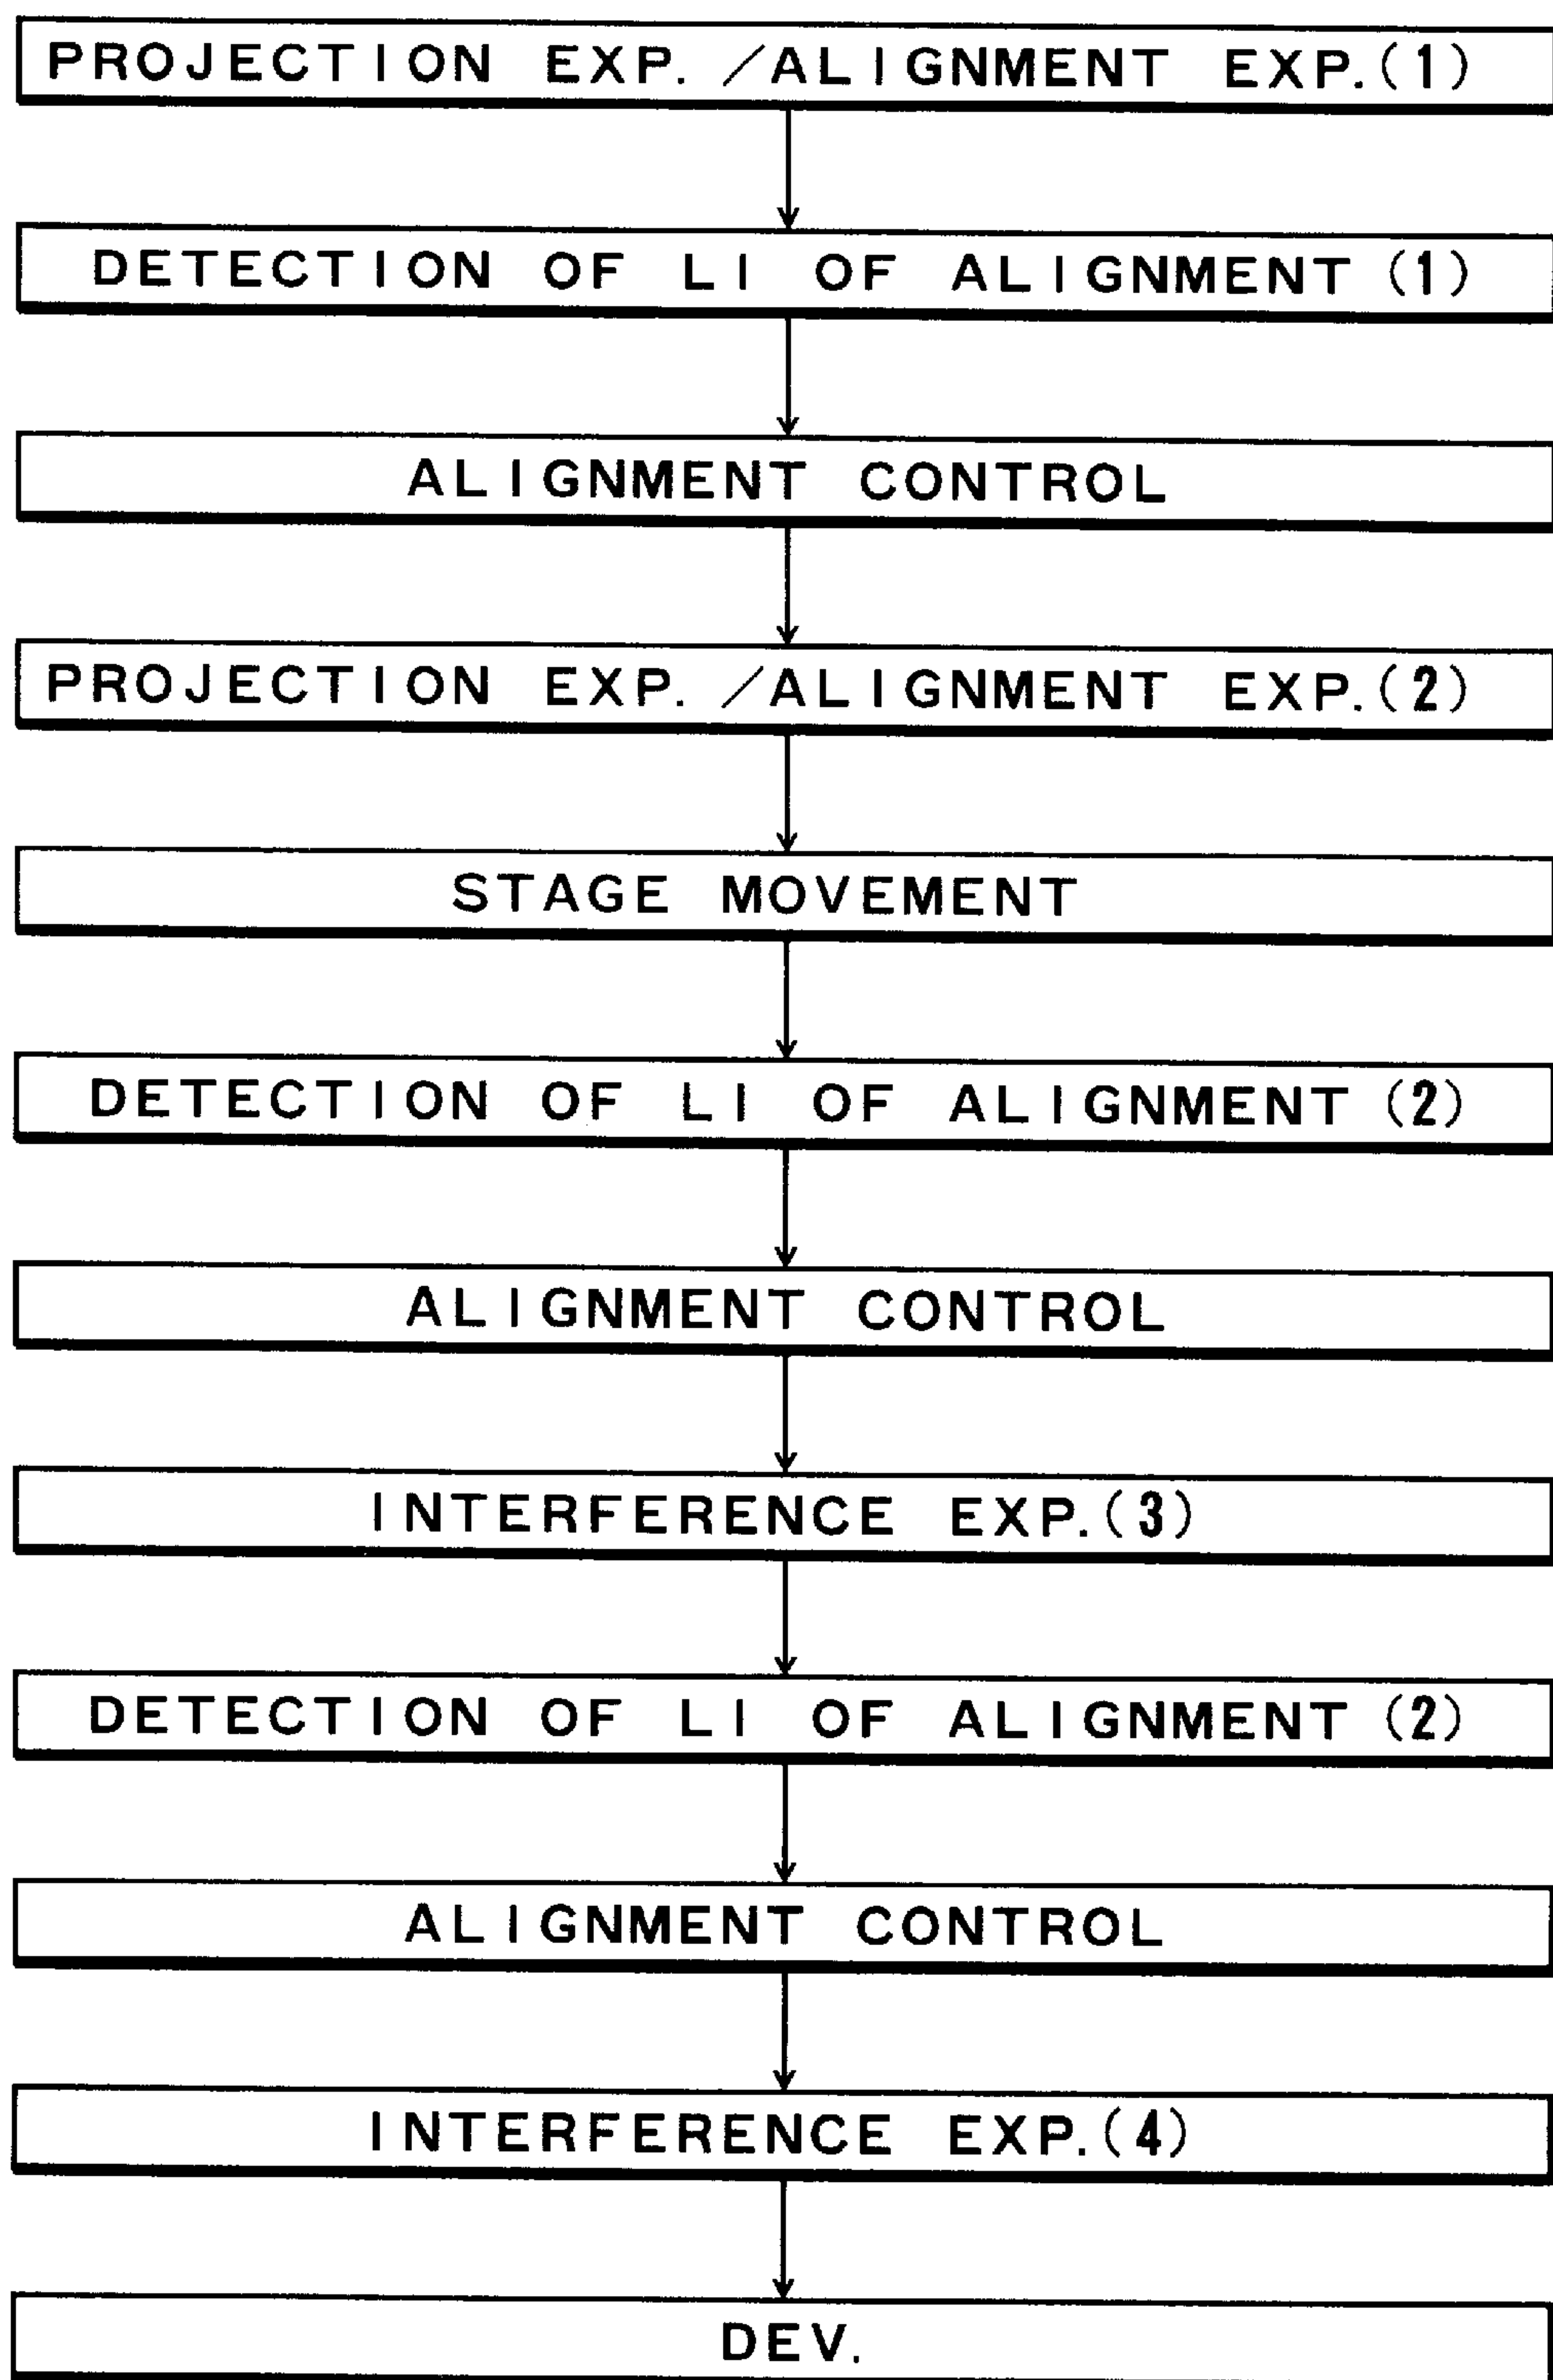 PROJECTION EXP. /ALIGNMENT EXP.(1)
DETECTION OF LI OF ALIGNMENT (1)
ALIGNMENT CONTROL
PROJECTION EXP. /ALIGNMENT EXP.(2)
STAGE MOVEMENT
DETECTION OF LI OF ALIGNMENT (2)
ALIGNMENT CONTROL
INTERFERENCE EXP.(3)
DETECTION OF LI OF ALIGNMENT (2)
ALIGNMENT CONTROL
INTERFERENCE EXP.(4)
DEV.